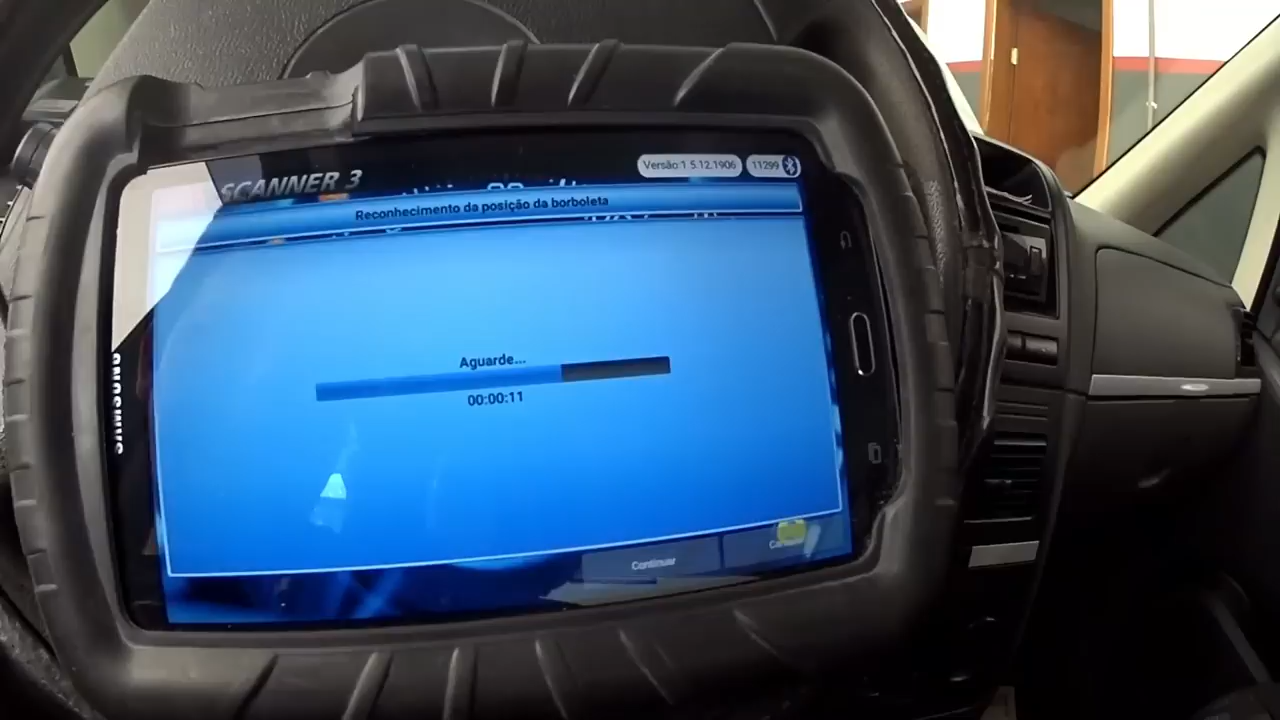 SCANNER 3
Versão:1 5.12.1906
11299
Reconhecimento da posição da borboleta
Aguarde...
00:00:11
SAMSUNG
Continuar